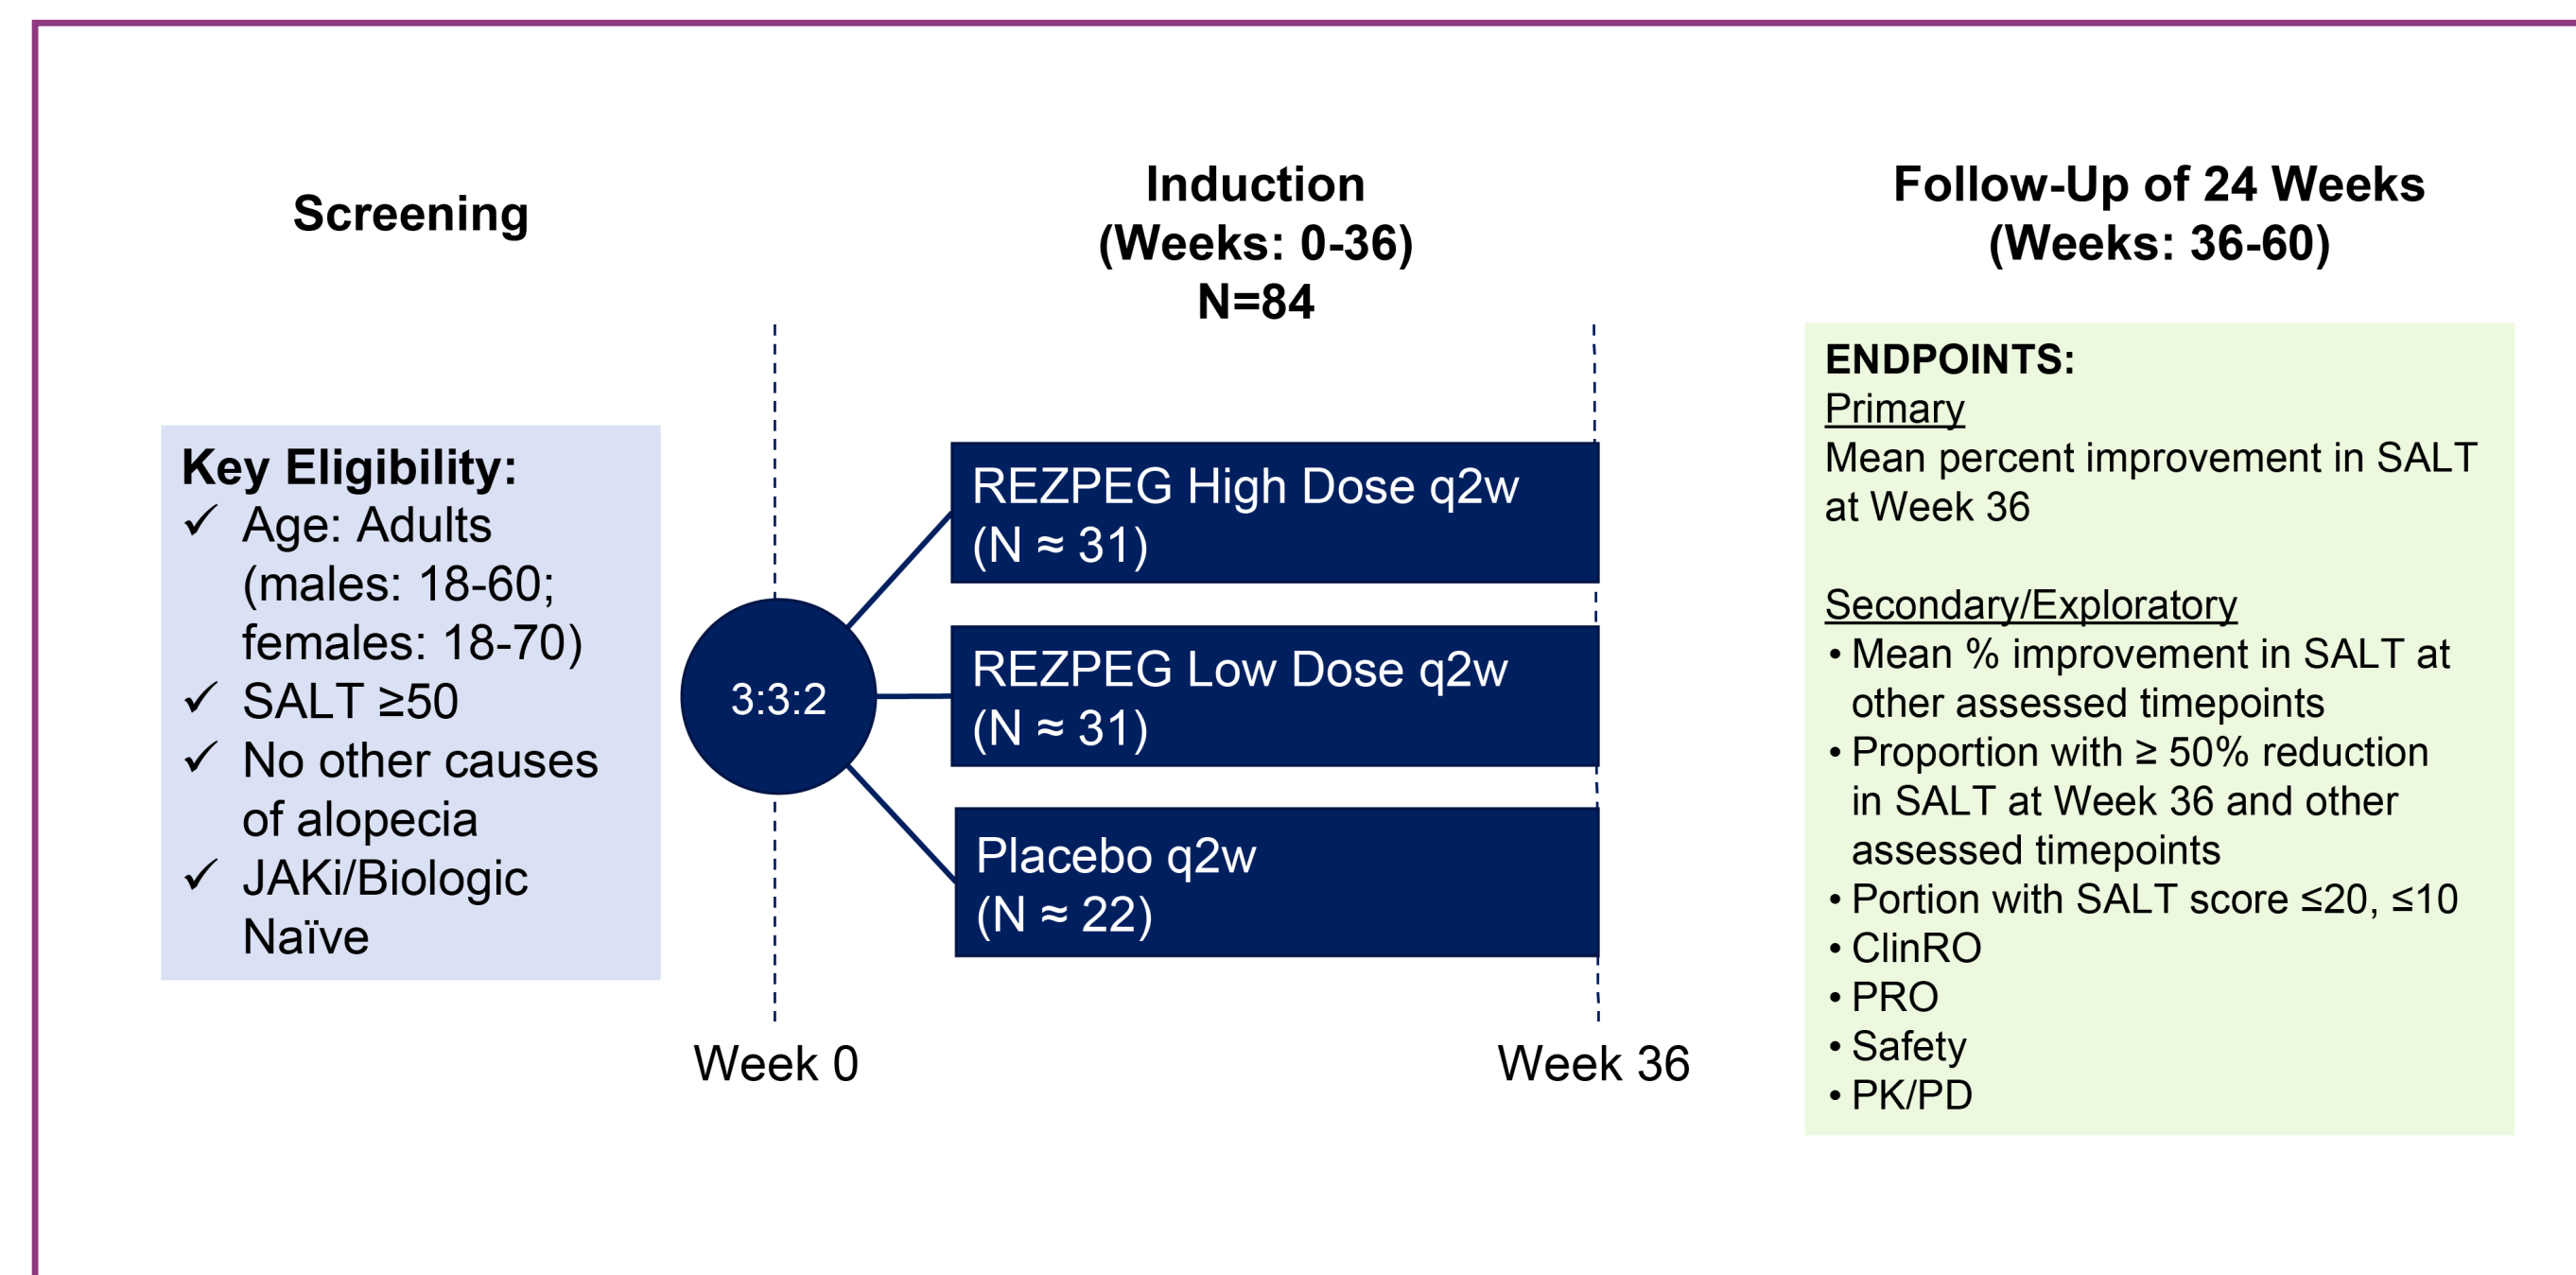 Screening
Key Eligibility:
✓ Age: Adults
(males: 18-60;
females: 18-70)
✓ SALT ≥50
✓ No other causes
of alopecia
✓ JAKi/Biologic
Naïve
Induction
(Weeks: 0-36)
N=84
3:3:2
REZPEG High Dose q2w
(N ≈ 31)
REZPEG Low Dose q2w
(N ≈ 31)
Placebo q2w
(N ≈ 22)
Week 0
Week 36
Follow-Up of 24 Weeks
(Weeks: 36-60)
ENDPOINTS:
Primary
Mean percent improvement in SALT
at Week 36
Secondary/Exploratory
• Mean % improvement in SALT at
other assessed timepoints
• Proportion with ≥ 50% reduction
in SALT at Week 36 and other
assessed timepoints
• Portion with SALT score ≤20, ≤10
• ClinRO
• PRO
• Safety
• PK/PD